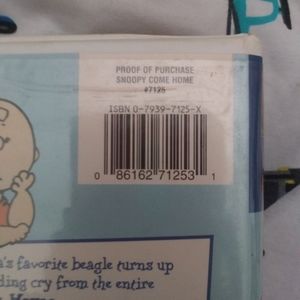 PROOF OF PURCHASE
SNOOPY COME HOME
#7125
ISBN 0-7939-7125-X
0 86162 71253 1
favorite beagle turns up
cry from the entire